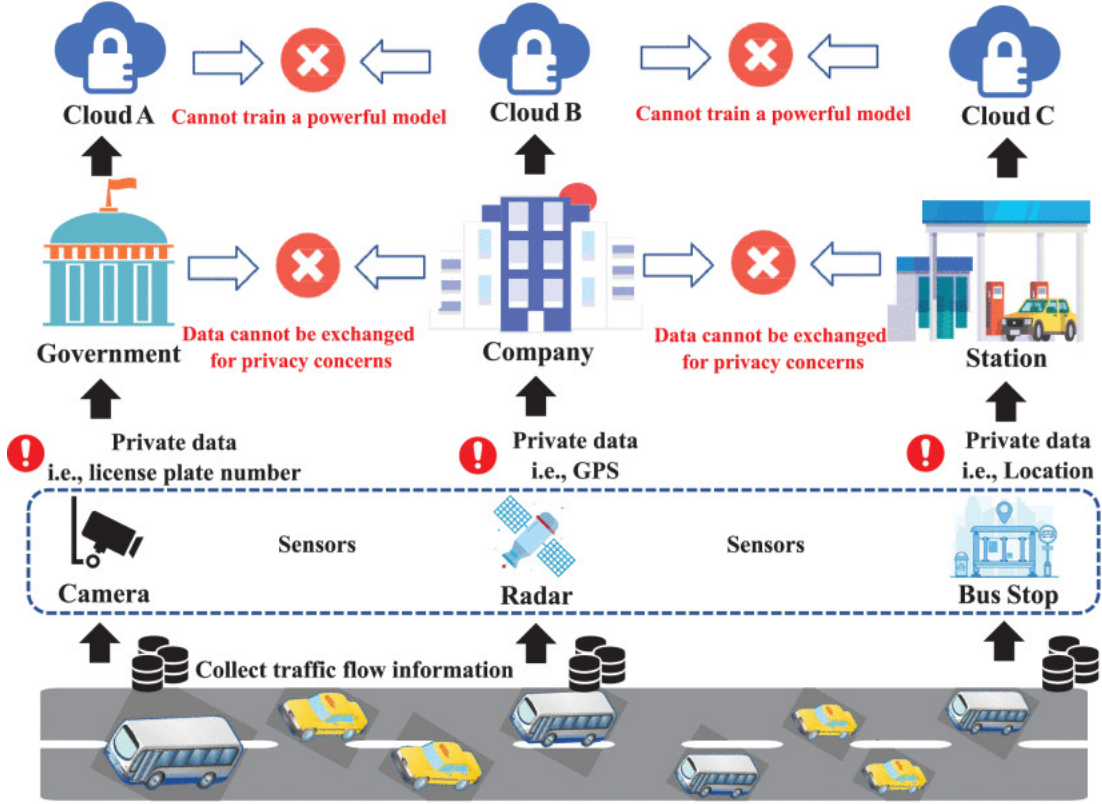 Cloud A
Cannot train a powerful model
Cloud B
Cannot train a powerful model
Cloud C
Government
Data cannot be exchanged
for privacy concerns
Company
Data cannot be exchanged
for privacy concerns
Station
Private data
i.e., license plate number
Private data
i.e., GPS
Private data
i.e., Location
Camera
Sensors
Radar
Sensors
Bus Stop
Collect traffic flow information